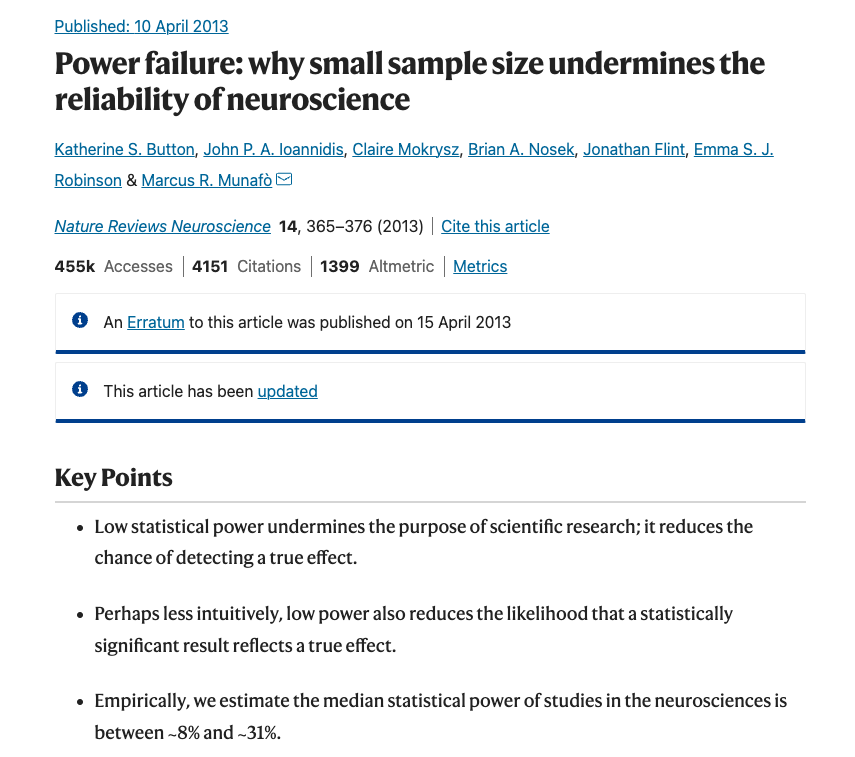 Published: 10 April 2013
Power failure: why small sample size undermines the
reliability of neuroscience
Katherine S. Button, John P. A. Ioannidis, Claire Mokrysz, Brian A. Nosek, Jonathan Flint, Emma S. J.
Robinson & Marcus R. Munafò
Nature Reviews Neuroscience 14, 365–376 (2013) | Cite this article
455k Accesses | 4151 Citations | 1399 Altmetric | Metrics
An Erratum to this article was published on 15 April 2013
This article has been updated
Key Points
• Low statistical power undermines the purpose of scientific research; it reduces the
chance of detecting a true effect.
• Perhaps less intuitively, low power also reduces the likelihood that a statistically
significant result reflects a true effect.
• Empirically, we estimate the median statistical power of studies in the neurosciences is
between ~8% and ~31%.